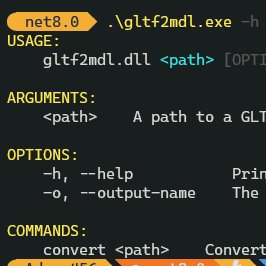 net8.0 .\gltf2mdl.exe -h
USAGE:
gltf2mdl.dll <path> [OPTI
ARGUMENTS:
<path> A path to a GLT
OPTIONS:
-h, --help Prin
-o, --output-name The
COMMANDS:
convert <path> Convert